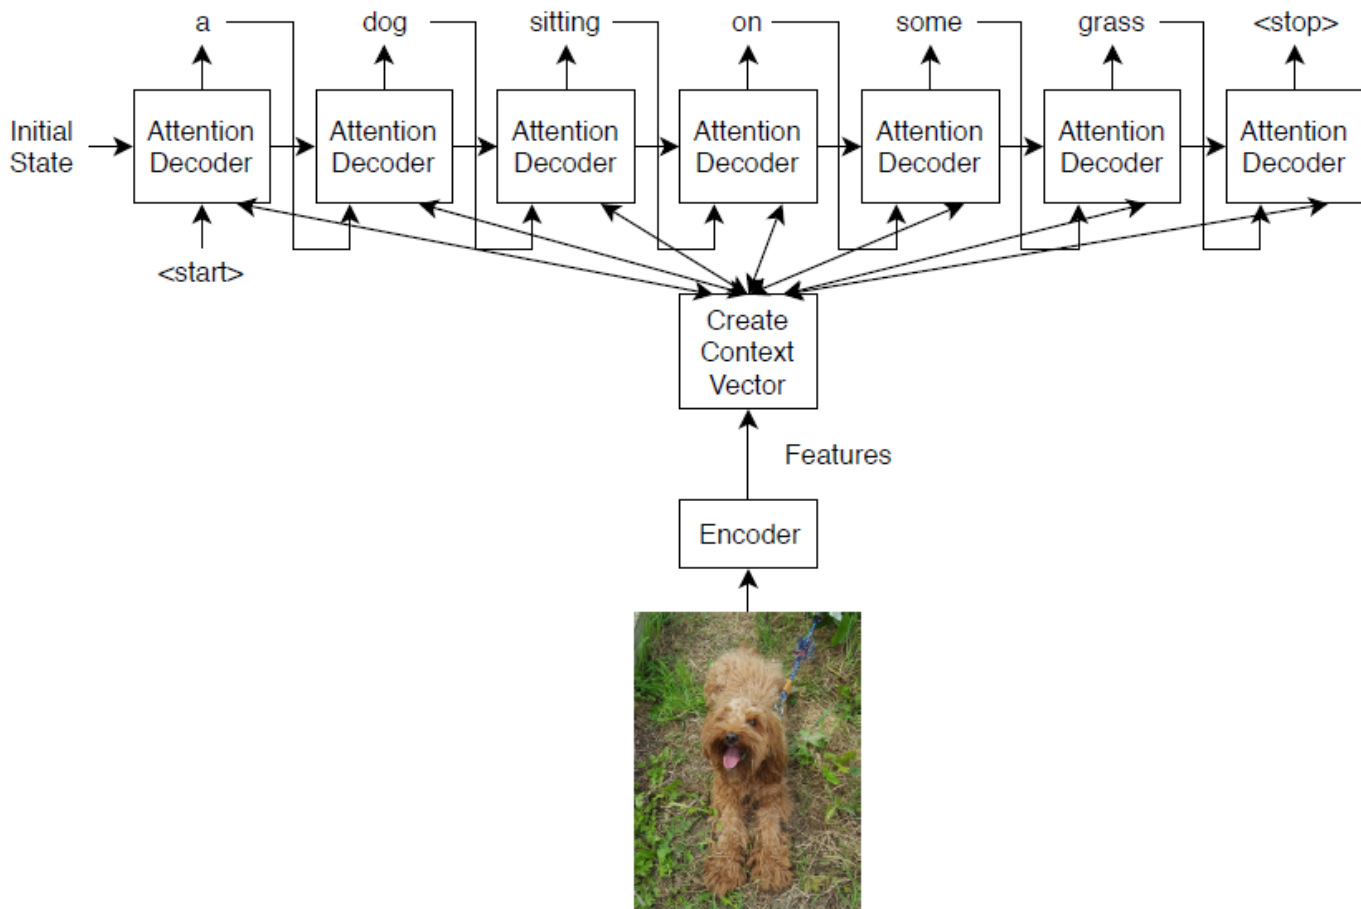 a
dog
sitting
on
some
grass
<stop>
Initial
State
Attention
Decoder
Attention
Decoder
Attention
Decoder
Attention
Decoder
Attention
Decoder
Attention
Decoder
Attention
Decoder
<start>
Create
Context
Vector
Features
Encoder